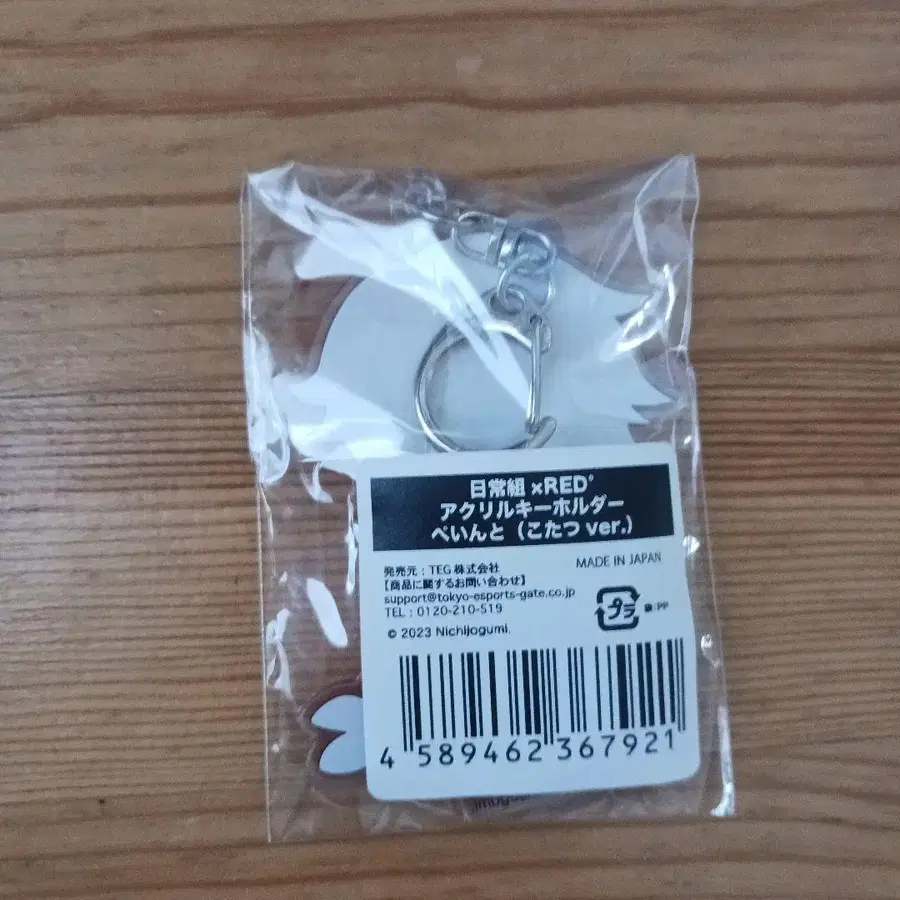 日常組 ×RED°
アクリルキーホルダー
ぺいんと（こたつ ver.）
発売元：TEG 株式会社
MADE IN JAPAN
【商品に関するお問い合わせ】
support@tokyo-esports-gate.co.jp
TEL：0120-210-519
プラ
袋:PP
© 2023 Nichijogumi.
4 589462 367921